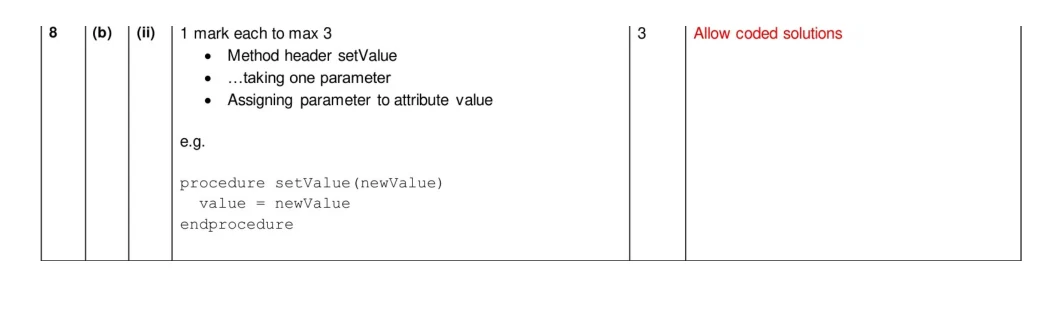 8 (b) (ii) 1 mark each to max 3 3 Allow coded solutions
• Method header setValue
• …taking one parameter
• Assigning parameter to attribute value
e.g.
procedure setValue(newValue)
  value = newValue
endprocedure